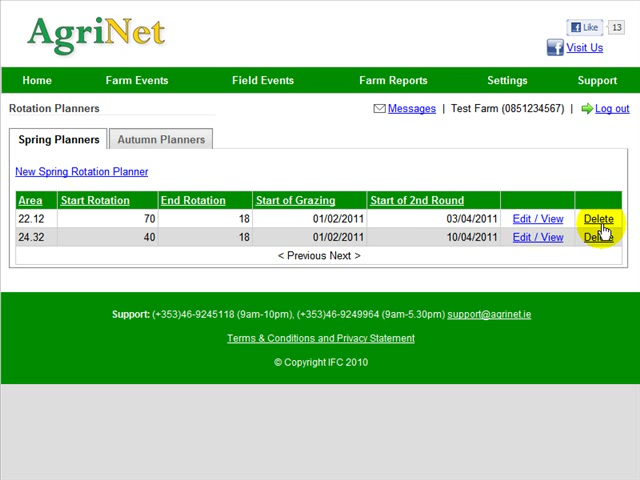 AgriNet
Like 13
Visit Us
Home Farm Events Field Events Farm Reports Settings Support
Rotation Planners
Messages | Test Farm (0851234567) | Log out
Spring Planners Autumn Planners
New Spring Rotation Planner
Area Start Rotation End Rotation Start of Grazing Start of 2nd Round
22.12 70 18 01/02/2011 03/04/2011 Edit / View Delete
24.32 40 18 01/02/2011 10/04/2011 Edit / View Delete
< Previous Next >
Support: (+353)46-9245118 (9am-10pm), (+353)46-9249964 (9am-5.30pm) support@agrinet.ie
Terms & Conditions and Privacy Statement
© Copyright IFC 2010